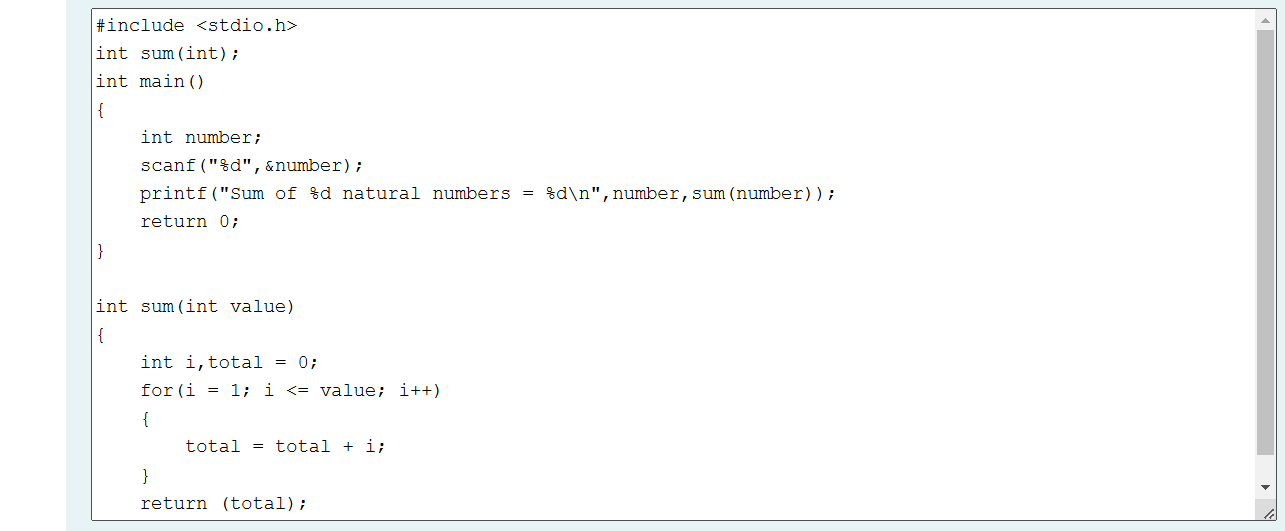 #include <stdio.h>
int sum(int);
int main()
{
    int number;
    scanf("%d",&number);
    printf("Sum of %d natural numbers = %d\n",number,sum(number));
    return 0;
}

int sum(int value)
{
    int i,total = 0;
    for(i = 1; i <= value; i++)
    {
        total = total + i;
    }
    return (total);